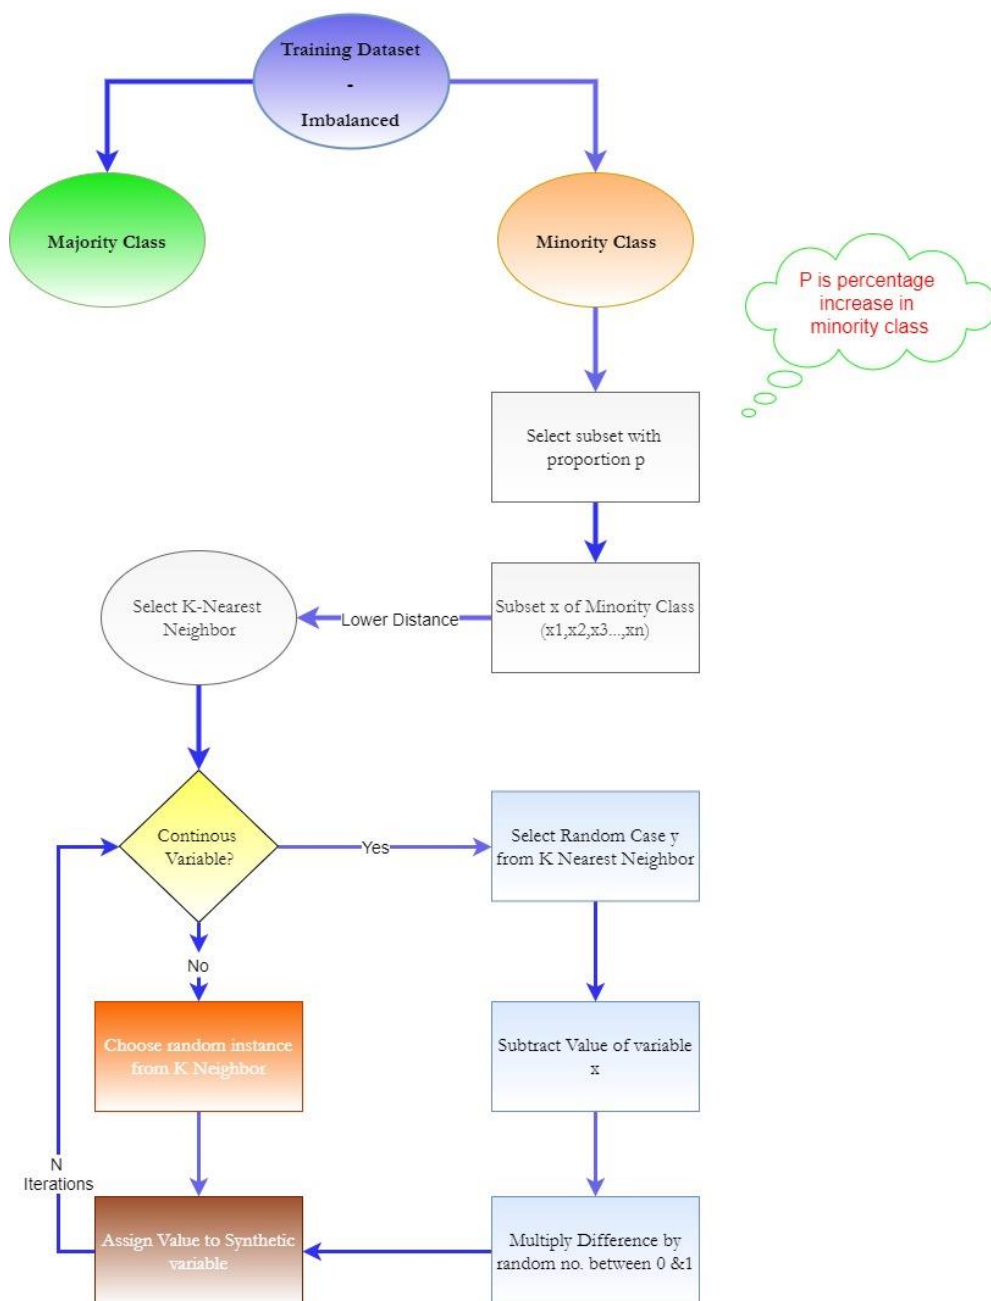 Training Dataset
-
Imbalanced
Majority Class
Minority Class
P is percentage
increase in
minority class
Select subset with
proportion p
Select K-Nearest
Neighbor
Lower Distance
Subset x of Minority Class
(x1,x2,x3...,xn)
Continous
Variable?
Yes
Select Random Case y
from K Nearest Neighbor
No
Choose random instance
from K Neighbor
Subtract Value of variable
x
N
Iterations
Assign Value to Synthetic
variable
Multiply Difference by
random no. between 0 &1